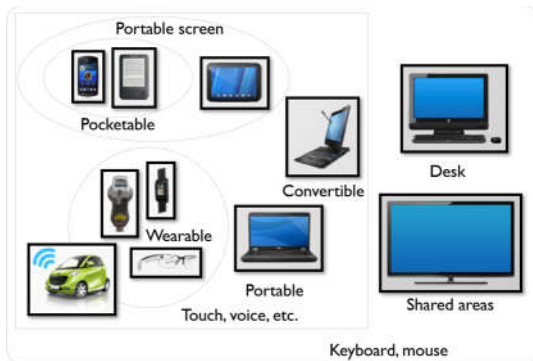 Portable screen
Pocketable
Convertible
Desk
Wearable
Portable
Shared areas
Touch, voice, etc.
Keyboard, mouse